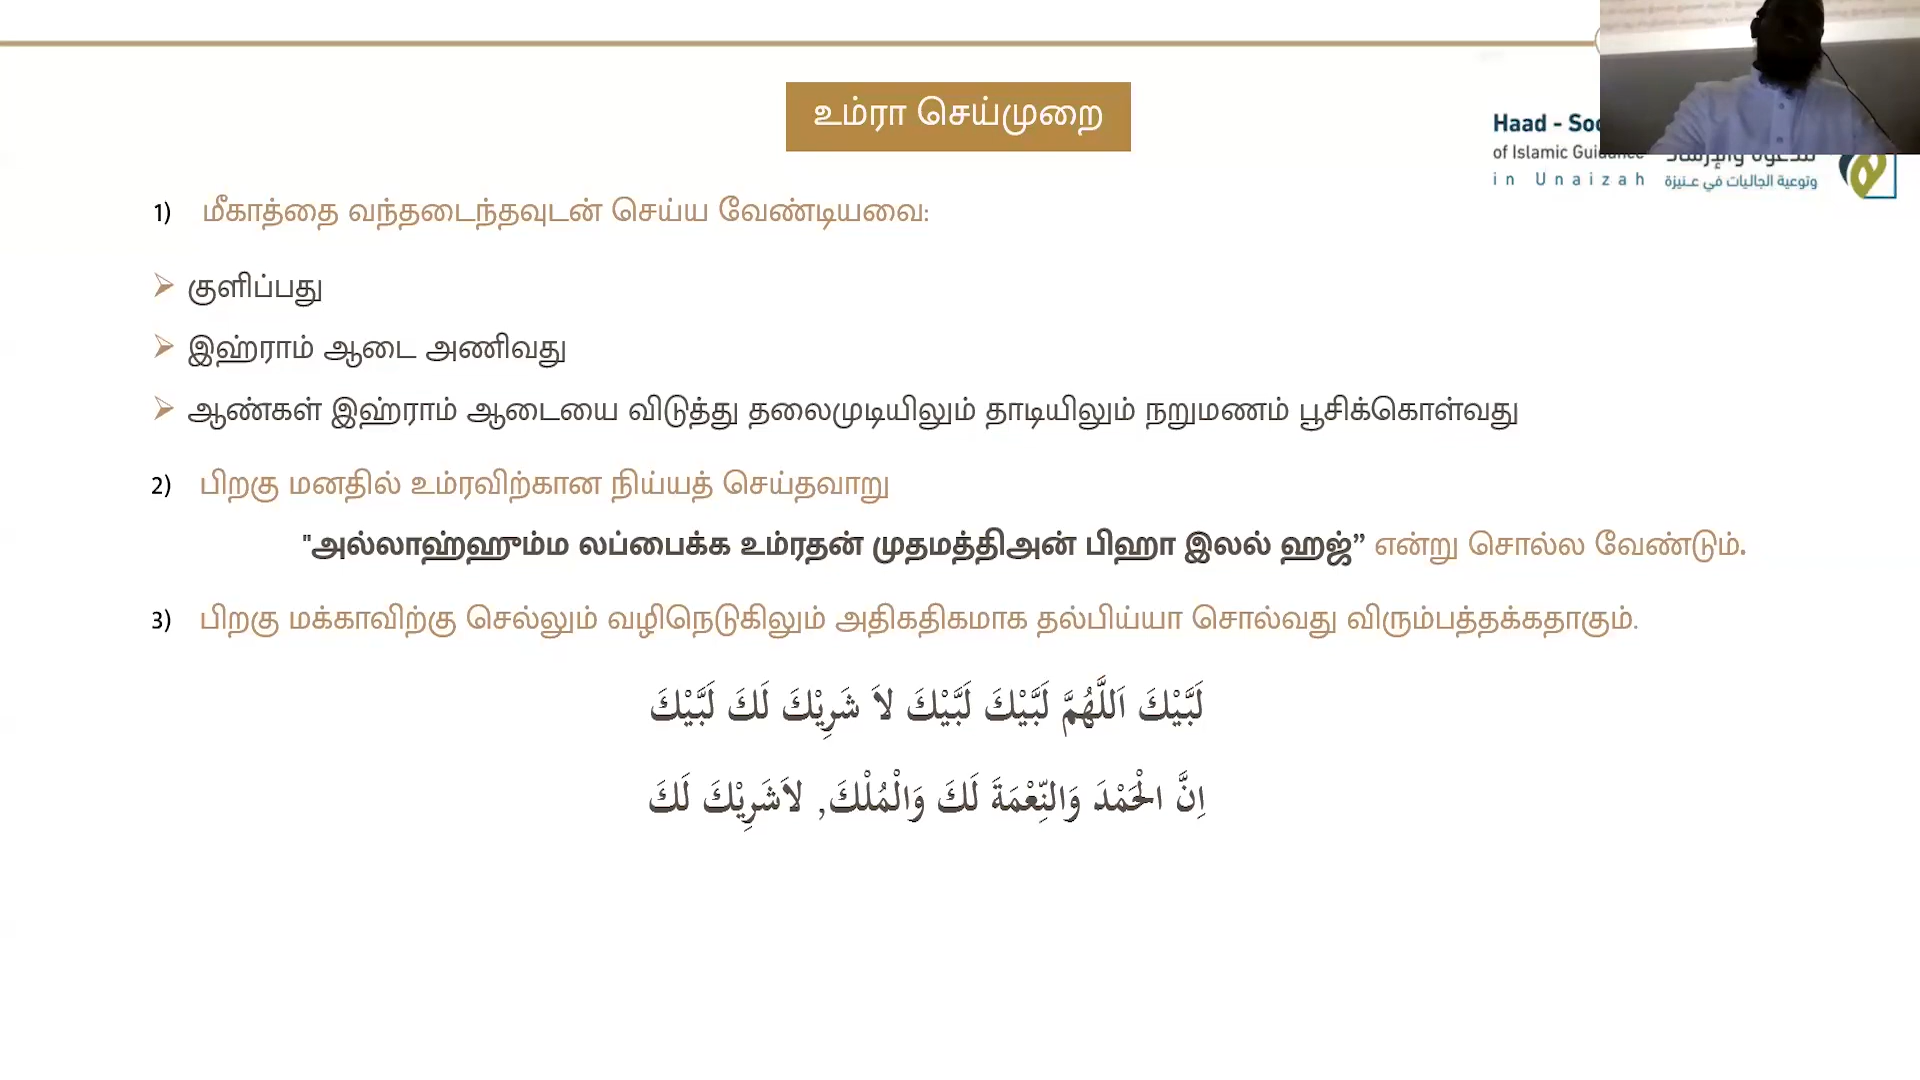 உம்ரா செய்முறை
Haad -
of Islamic Guidance
in Unaizah
وتوعية الجاليات في عنيزة
1) மீகாத்தை வந்தடைந்தவுடன் செய்ய வேண்டியவை:
➢ குளிப்பது
➢ இஹ்ராம் ஆடை அணிவது
➢ ஆண்கள் இஹ்ராம் ஆடையை விடுத்து தலைமுடியிலும் தாடியிலும் நறுமணம் பூசிக்கொள்வது
2) பிறகு மனதில் உம்ரவிற்கான நிய்யத் செய்தவாறு
"அல்லாஹ்ஹும்ம லப்பைக்க உம்ரதன் முதமத்திஅன் பிஹா இலல் ஹஜ்” என்று சொல்ல வேண்டும்.
3) பிறகு மக்காவிற்கு செல்லும் வழிநெடுகிலும் அதிகதிகமாக தல்பிய்யா சொல்வது விரும்பத்தக்கதாகும்.
لَبَّيْكَ اَللَّهُمَّ لَبَّيْكَ لَبَّيْكَ لاَ شَرِيْكَ لَكَ لَبَّيْكَ
اِنَّ الْحَمْدَ وَالنِّعْمَةَ لَكَ وَالْمُلْكَ, لاَشَرِيْكَ لَكَ